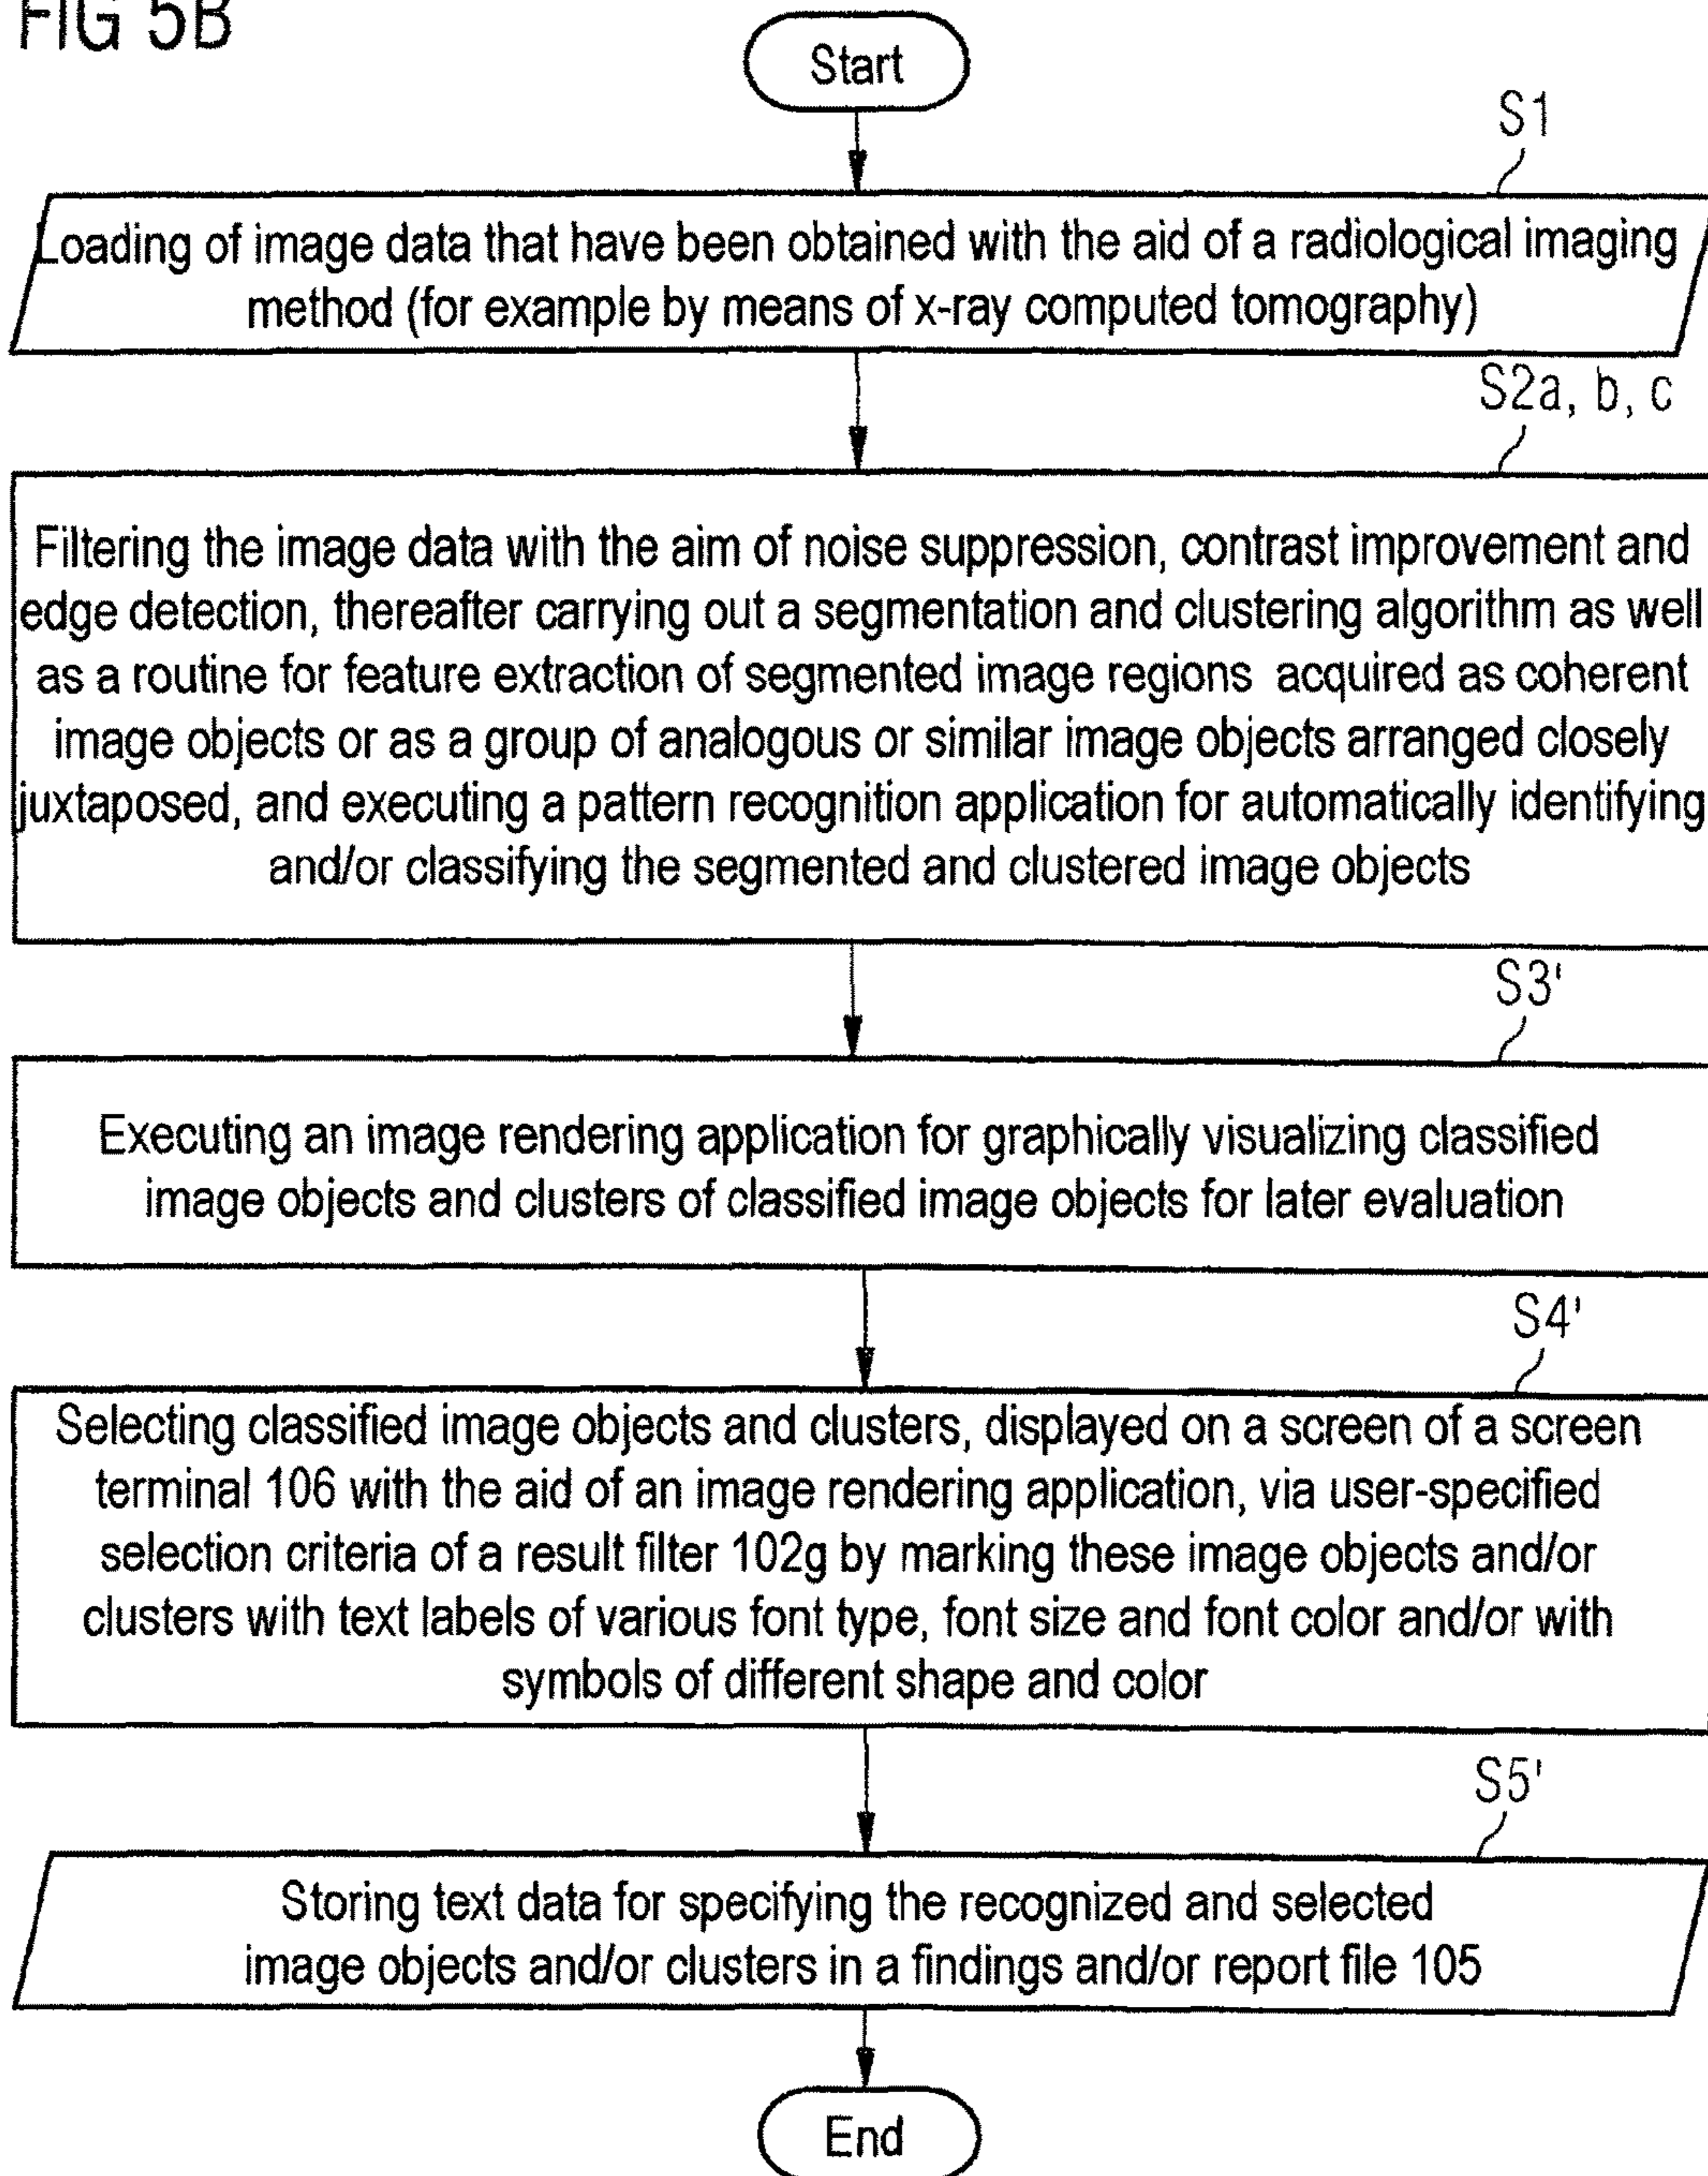 FIG 5B
Start
S1
Loading of image data that have been obtained with the aid of a radiological imaging
method (for example by means of x-ray computed tomography)
S2a, b, c
Filtering the image data with the aim of noise suppression, contrast improvement and
edge detection, thereafter carrying out a segmentation and clustering algorithm as well
as a routine for feature extraction of segmented image regions acquired as coherent
image objects or as a group of analogous or similar image objects arranged closely
juxtaposed, and executing a pattern recognition application for automatically identifying
and/or classifying the segmented and clustered image objects
S3'
Executing an image rendering application for graphically visualizing classified
image objects and clusters of classified image objects for later evaluation
S4'
Selecting classified image objects and clusters, displayed on a screen of a screen
terminal 106 with the aid of an image rendering application, via user-specified
selection criteria of a result filter 102g by marking these image objects and/or
clusters with text labels of various font type, font size and font color and/or with
symbols of different shape and color
S5'
Storing text data for specifying the recognized and selected
image objects and/or clusters in a findings and/or report file 105
End